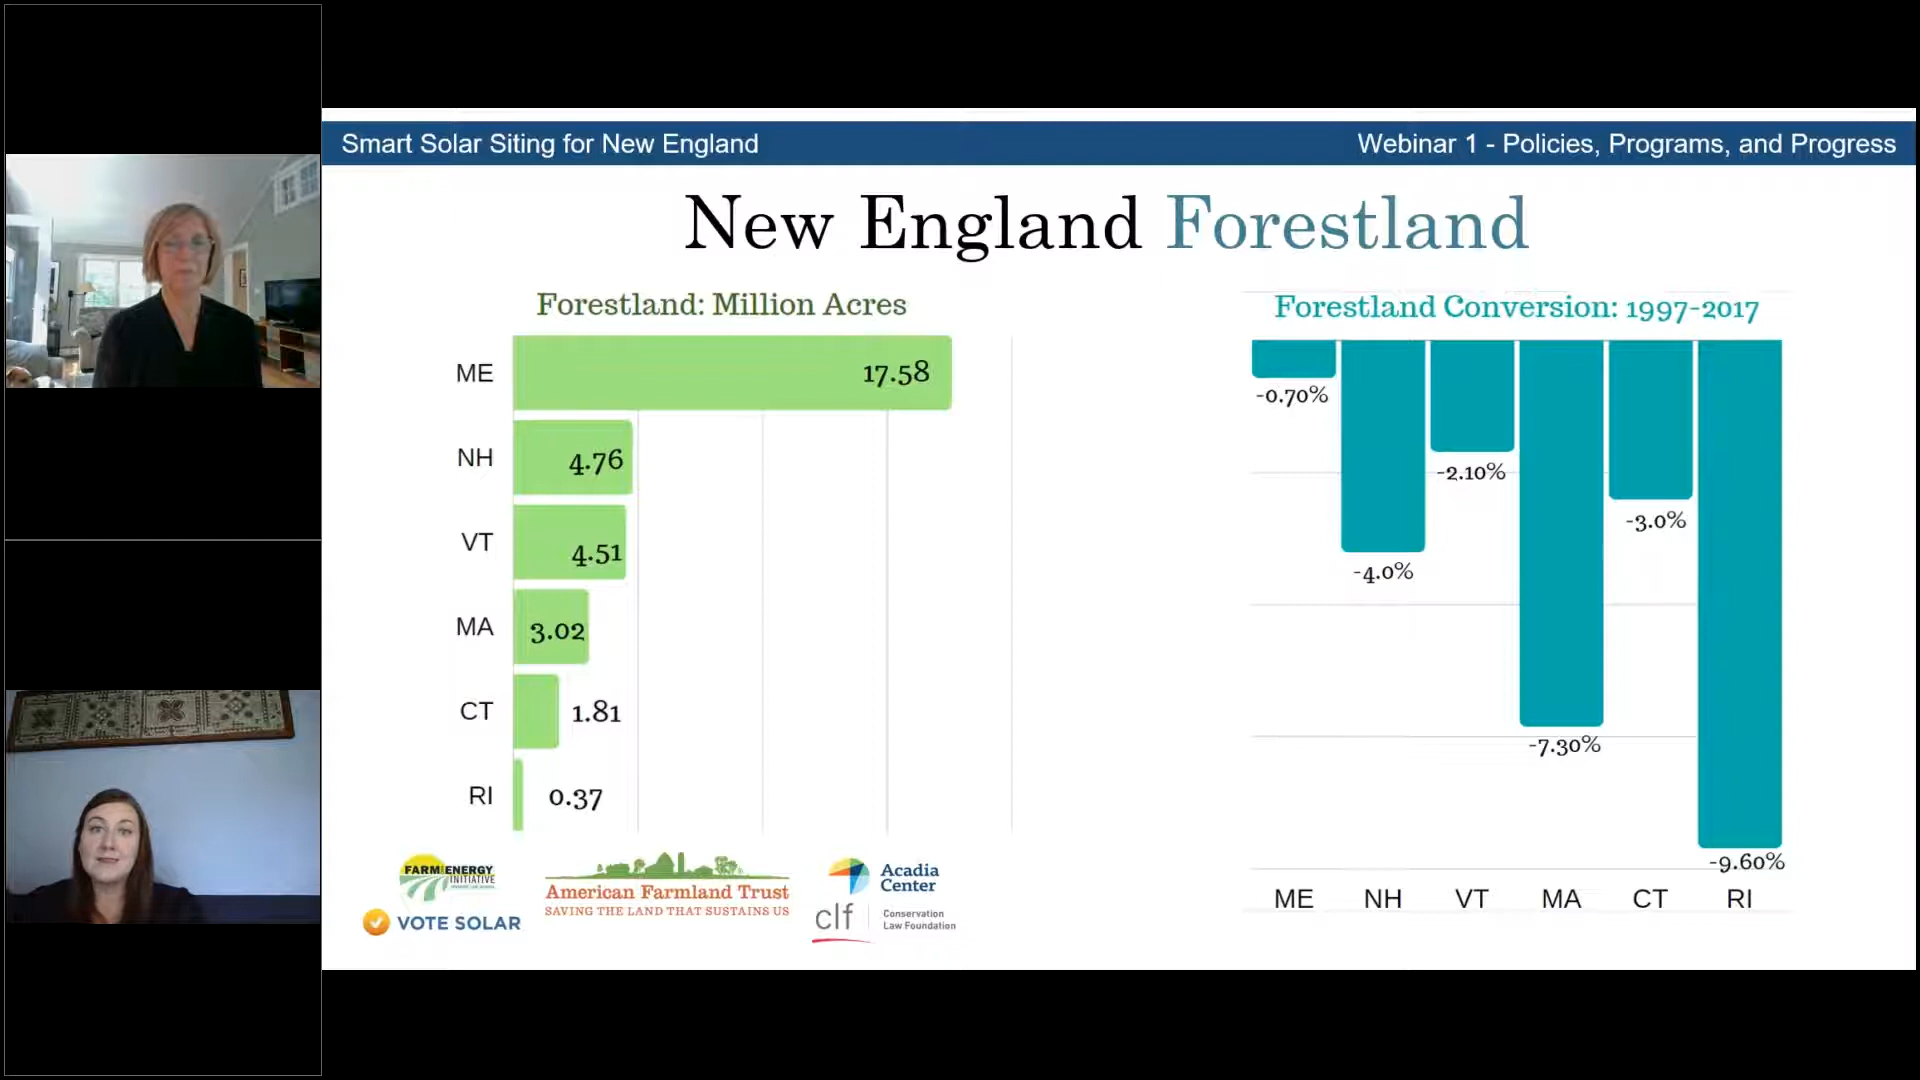 Smart Solar Siting for New England
Webinar 1 - Policies, Programs, and Progress
New England Forestland
Forestland: Million Acres
ME 17.58
NH 4.76
VT 4.51
MA 3.02
CT 1.81
RI 0.37
Forestland Conversion: 1997-2017
-0.70%
-4.0%
-2.10%
-7.30%
-3.0%
-9.60%
ME NH VT MA CT RI
FARM ENERGY
INITIATIVE
VOTE SOLAR
American Farmland Trust
SAVING THE LAND THAT SUSTAINS US
Acadia
Center
clf
Conservation
Law Foundation